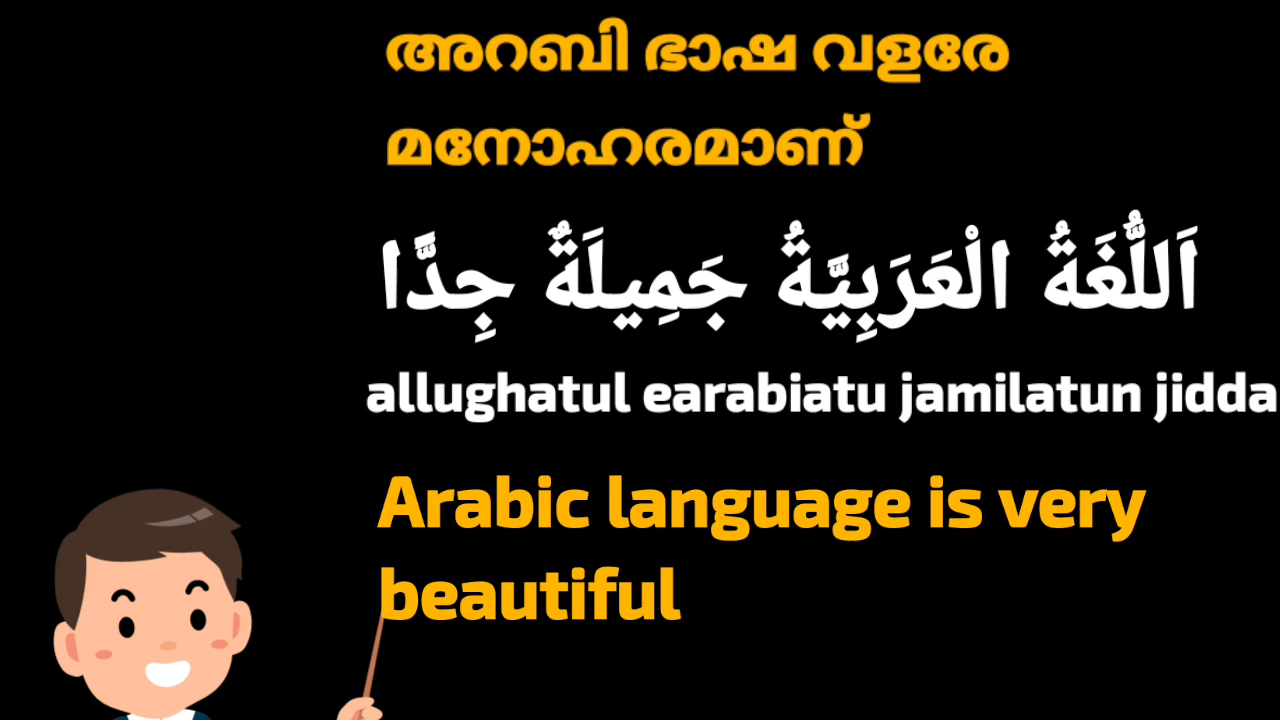 അറബി ഭാഷ വളരേ
മനോഹരമാണ്
اَللُّغَةُ الْعَرَبِيَّةُ جَمِيلَةٌ جِدًّا
allughatul earabiatu jamilatun jidda
Arabic language is very
beautiful